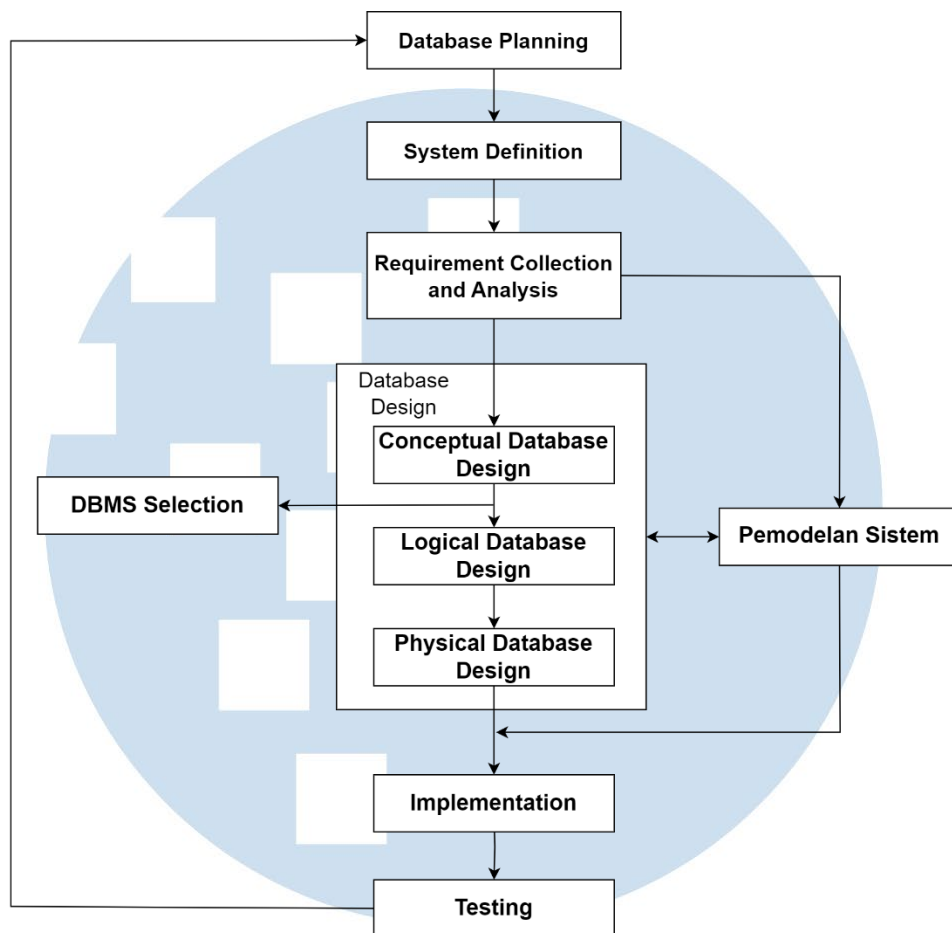 Database Planning
System Definition
Requirement Collection
and Analysis
Database
Design
Conceptual Database
Design
DBMS Selection
Logical Database
Design
Pemodelan Sistem
Physical Database
Design
Implementation
Testing